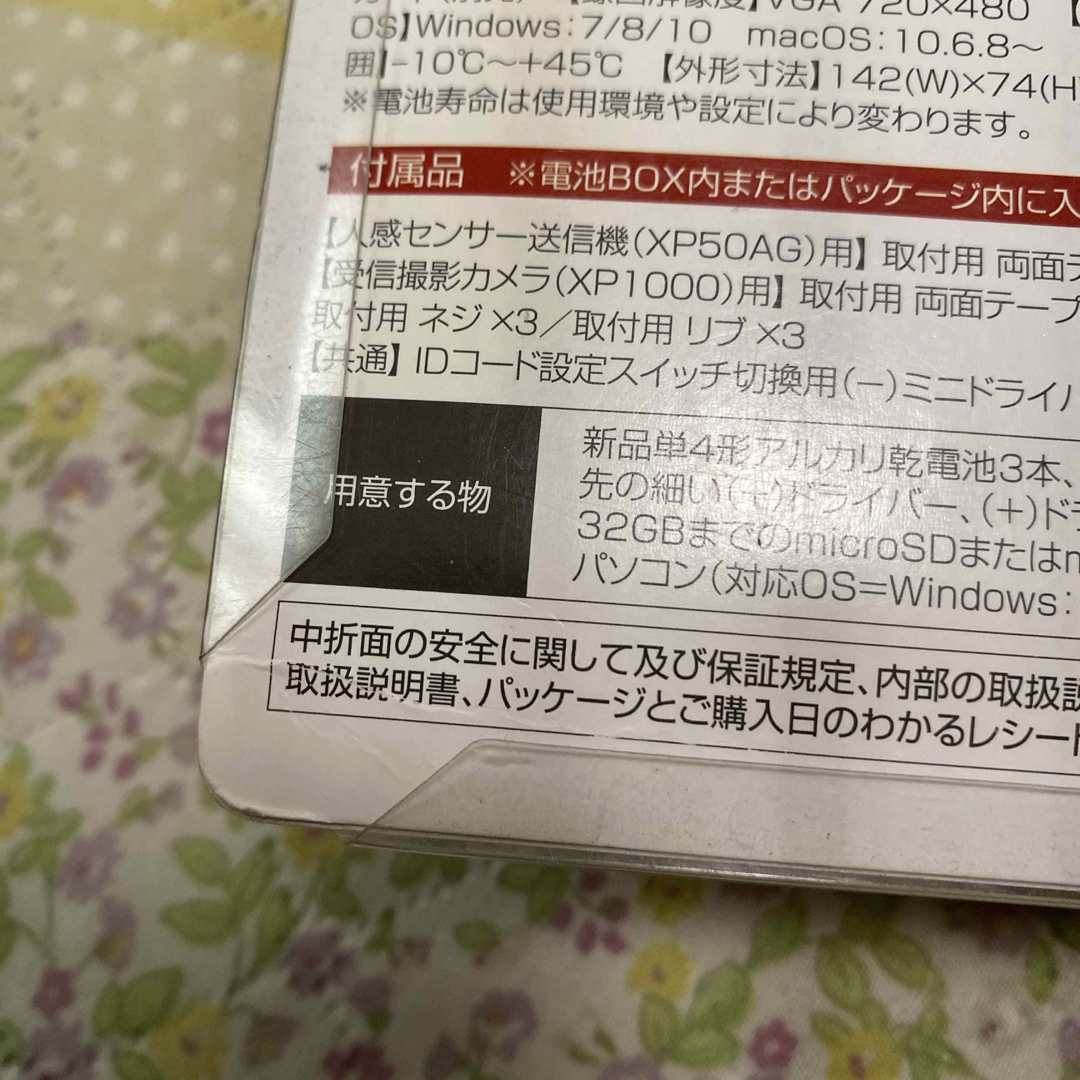 【録画解像度】VGA 720×480 【
OS】Windows:7/8/10 macOS:10.6.8〜
囲】-10℃〜+45℃ 【外形寸法】142(W)×74(H
※電池寿命は使用環境や設定により変わります。
付属品 ※電池BOX内またはパッケージ内に入
【人感センサー送信機(XP50AG)用】取付用 両面テ
【受信撮影カメラ(XP1000)用】取付用 両面テープ
取付用 ネジ×3/取付用 リブ×3
【共通】IDコード設定スイッチ切換用(−)ミニドライバ
用意する物
新品単4形アルカリ乾電池3本、
先の細い(−)ドライバー、(+)ド
32GBまでのmicroSDまたはm
パソコン(対応OS=Windows:
中折面の安全に関して及び保証規定、内部の取扱説
取扱説明書、パッケージとご購入日のわかるレシート